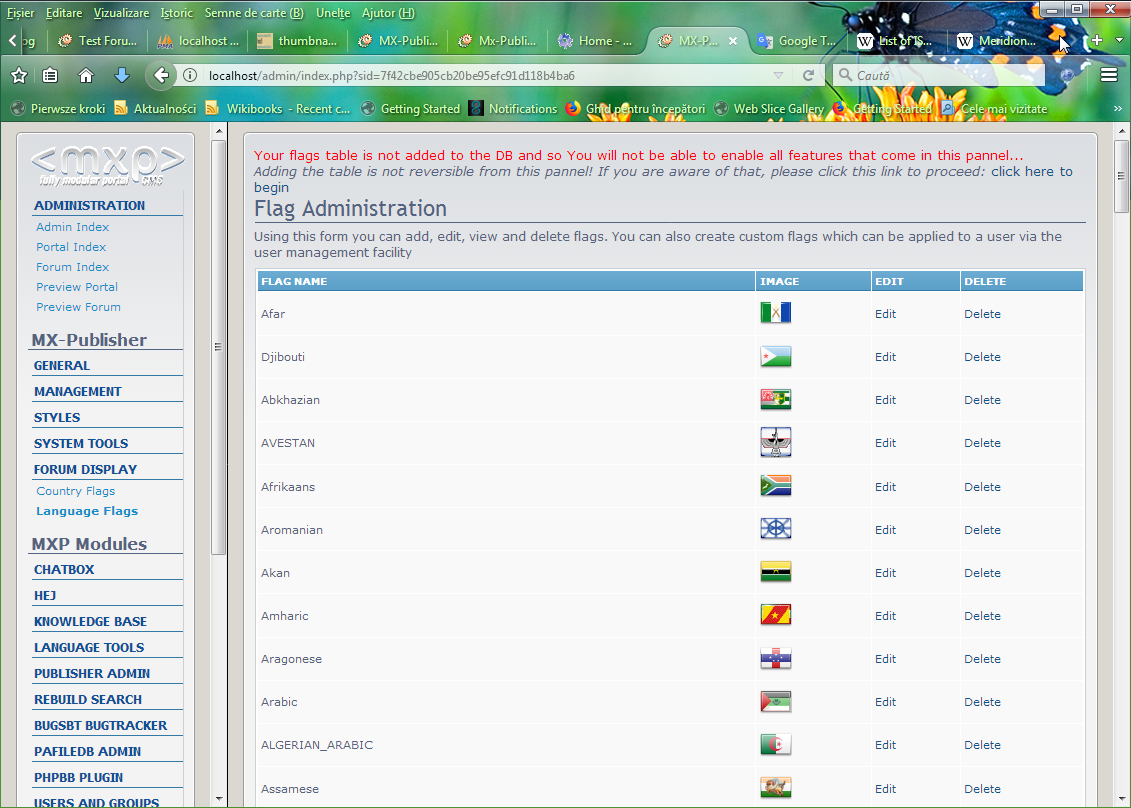 Fișier Editare Vizualizare Istoric Semne de carte (B) Unelte Ajutor (H)
og Test Foru... localhost ... thumbna... MX-Publi... Mx-Publi... Home - ... MX-P... Google T... List of IS... Meridion...
localhost/admin/index.php?sid=7f42cbe905cb20be95efc91d118b4ba6 Caută
Pierwsze kroki Aktualności Wikibooks - Recent c... Getting Started Notifications Ghid pentru începători Web Slice Gallery Getting Started Cele mai vizitate
<mxp>
fully modular portal CMS
ADMINISTRATION
Admin Index
Portal Index
Forum Index
Preview Portal
Preview Forum
MX-Publisher
GENERAL
MANAGEMENT
STYLES
SYSTEM TOOLS
FORUM DISPLAY
Country Flags
Language Flags
MXP Modules
CHATBOX
HEJ
KNOWLEDGE BASE
LANGUAGE TOOLS
PUBLISHER ADMIN
REBUILD SEARCH
BUGSBT BUGTRACKER
PAFILEDB ADMIN
PHPBB PLUGIN
USERS AND GROUPS
Your flags table is not added to the DB and so You will not be able to enable all features that come in this pannel...
Adding the table is not reversible from this pannel! If you are aware of that, please click this link to proceed: click here to
begin
Flag Administration
Using this form you can add, edit, view and delete flags. You can also create custom flags which can be applied to a user via the
user management facility
FLAG NAME IMAGE EDIT DELETE
Afar Edit Delete
Djibouti Edit Delete
Abkhazian Edit Delete
AVESTAN Edit Delete
Afrikaans Edit Delete
Aromanian Edit Delete
Akan Edit Delete
Amharic Edit Delete
Aragonese Edit Delete
Arabic Edit Delete
ALGERIAN_ARABIC Edit Delete
Assamese Edit Delete